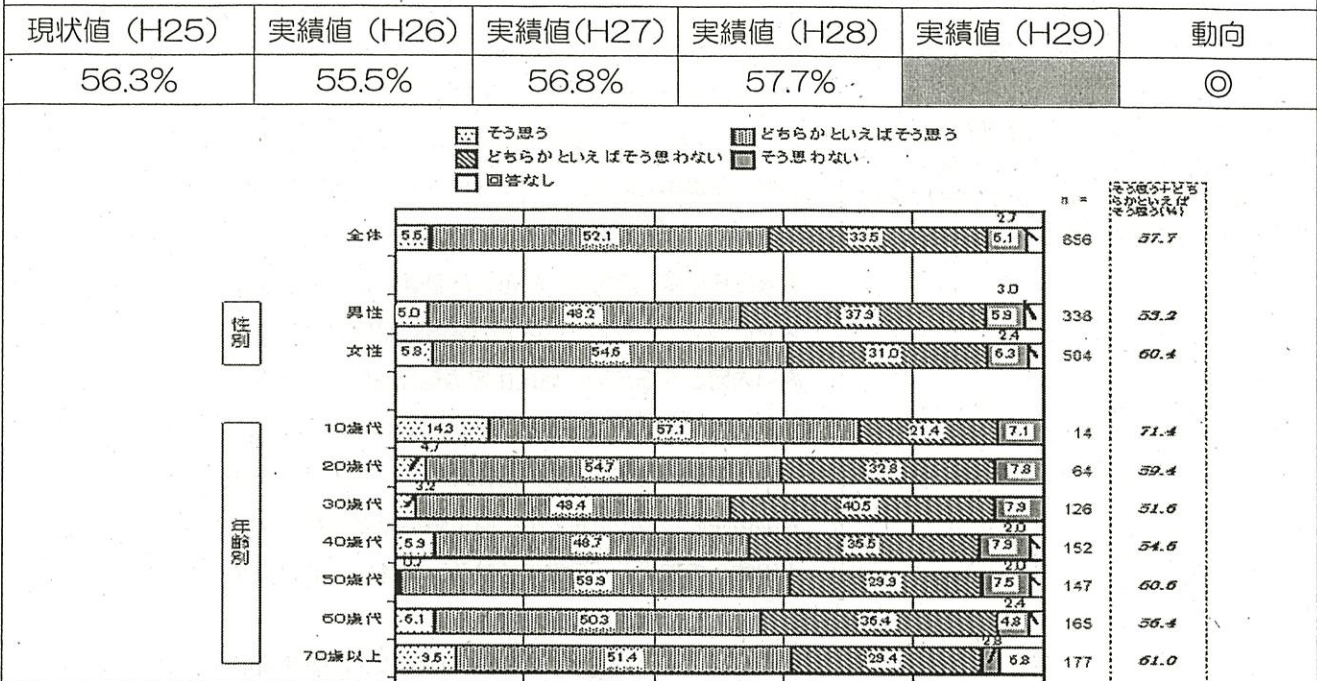 現状値（H25） 実績値（H26） 実績値（H27） 実績値（H28） 実績値（H29） 動向
56.3% 55.5% 56.8% 57.7% ◎
そう思う どちらかといえばそう思う
どちらかといえばそう思わない そう思わない
回答なし
n = そう思う+どちらかといえばそう思う(%)
2.7
全体 5.6 52.1 33.5 6.1 856 57.7
3.0
男性 5.0 48.2 37.9 5.9 336 53.2
2.4
女性 5.8 54.6 31.0 6.3 504 60.4
性別
10歳代 14.3 57.1 21.4 7.1 14 71.4
4.7
20歳代 54.7 32.8 7.8 64 59.4
3.2
30歳代 48.4 40.5 7.9 126 51.6
2.0
40歳代 5.9 48.7 35.5 7.9 152 54.6
0.7 2.0
50歳代 59.9 29.9 7.5 147 60.6
2.4
60歳代 6.1 50.3 36.4 4.8 165 56.4
2.8
70歳以上 9.6 51.4 29.4 6.8 177 61.0
年齢別